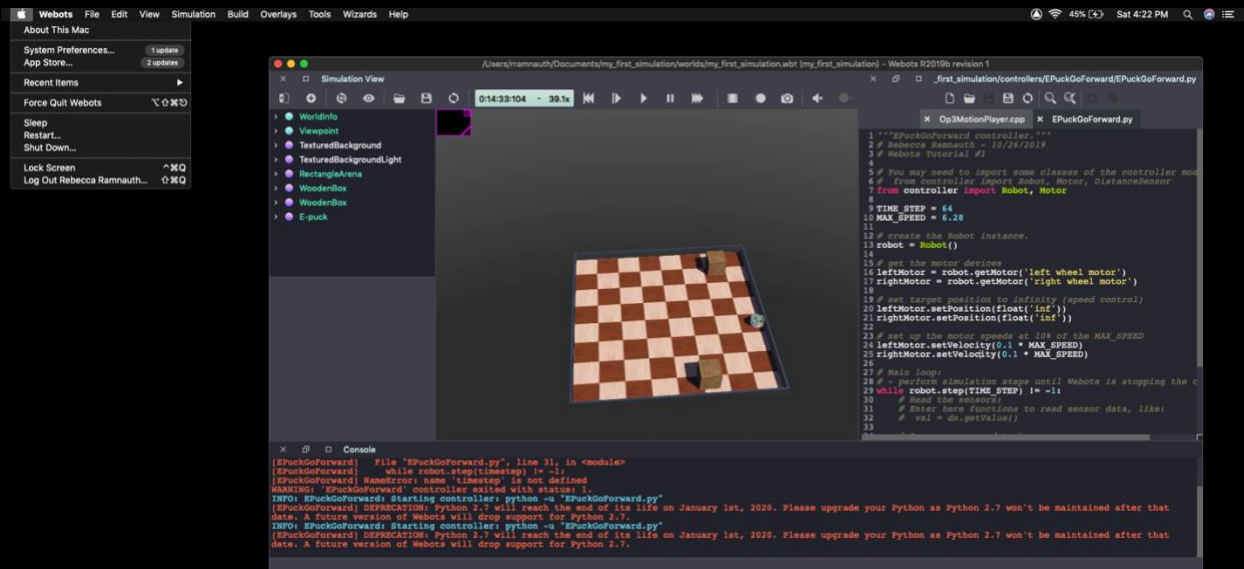 Webots File Edit View Simulation Build Overlays Tools Wizards Help 45% Sat 4:22 PM
About This Mac
System Preferences... 1 update
App Store... 2 updates
Recent Items
Force Quit Webots ⌥⇧⌘⎋
Sleep
Restart...
Shut Down...
Lock Screen ^⌘Q
Log Out Rebecca Ramnauth... ⇧⌘Q
/Users/rramnauth/Documents/my_first_simulation/worlds/my_first_simulation.wbt (my_first_simulation) - Webots R2019b revision 1
Simulation View
0:14:33:104 - 39.1x
WorldInfo
Viewpoint
TexturedBackground
TexturedBackgroundLight
RectangleArena
WoodenBox
WoodenBox
E-puck
_first_simulation/controllers/EPuckGoForward/EPuckGoForward.py
Op3MotionPlayer.cpp EPuckGoForward.py
1 """EPuckGoForward controller."""
2 # Rebecca Ramnauth - 10/26/2019
3 # Webots Tutorial #1
4
5 # You may need to import some classes of the controller mod
6 # from controller import Robot, Motor, DistanceSensor
7 from controller import Robot, Motor
8
9 TIME_STEP = 64
10 MAX_SPEED = 6.28
11
12 # create the Robot instance.
13 robot = Robot()
14
15 # get the motor devices
16 leftMotor = robot.getMotor('left wheel motor')
17 rightMotor = robot.getMotor('right wheel motor')
18
19 # set target position to infinity (speed control)
20 leftMotor.setPosition(float('inf'))
21 rightMotor.setPosition(float('inf'))
22
23 # set up the motor speeds at 10% of the MAX_SPEED
24 leftMotor.setVelocity(0.1 * MAX_SPEED)
25 rightMotor.setVelocity(0.1 * MAX_SPEED)
26
27 # Main loop:
28 # - perform simulation steps until Webots is stopping the c
29 while robot.step(TIME_STEP) != -1:
30 # Read the sensors:
31 # Enter here functions to read sensor data, like:
32 # val = ds.getValue()
33
Console
[EPuckGoForward] File "EPuckGoForward.py", line 31, in <module>
[EPuckGoForward] while robot.step(timestep) != -1:
[EPuckGoForward] NameError: name 'timestep' is not defined
WARNING: 'EPuckGoForward' controller exited with status: 1.
INFO: EPuckGoForward: Starting controller: python -u "EPuckGoForward.py"
[EPuckGoForward] DEPRECATION: Python 2.7 will reach the end of its life on January 1st, 2020. Please upgrade your Python as Python 2.7 won't be maintained after that
date. A future version of Webots will drop support for Python 2.7.
INFO: EPuckGoForward: Starting controller: python -u "EPuckGoForward.py"
[EPuckGoForward] DEPRECATION: Python 2.7 will reach the end of its life on January 1st, 2020. Please upgrade your Python as Python 2.7 won't be maintained after that
date. A future version of Webots will drop support for Python 2.7.